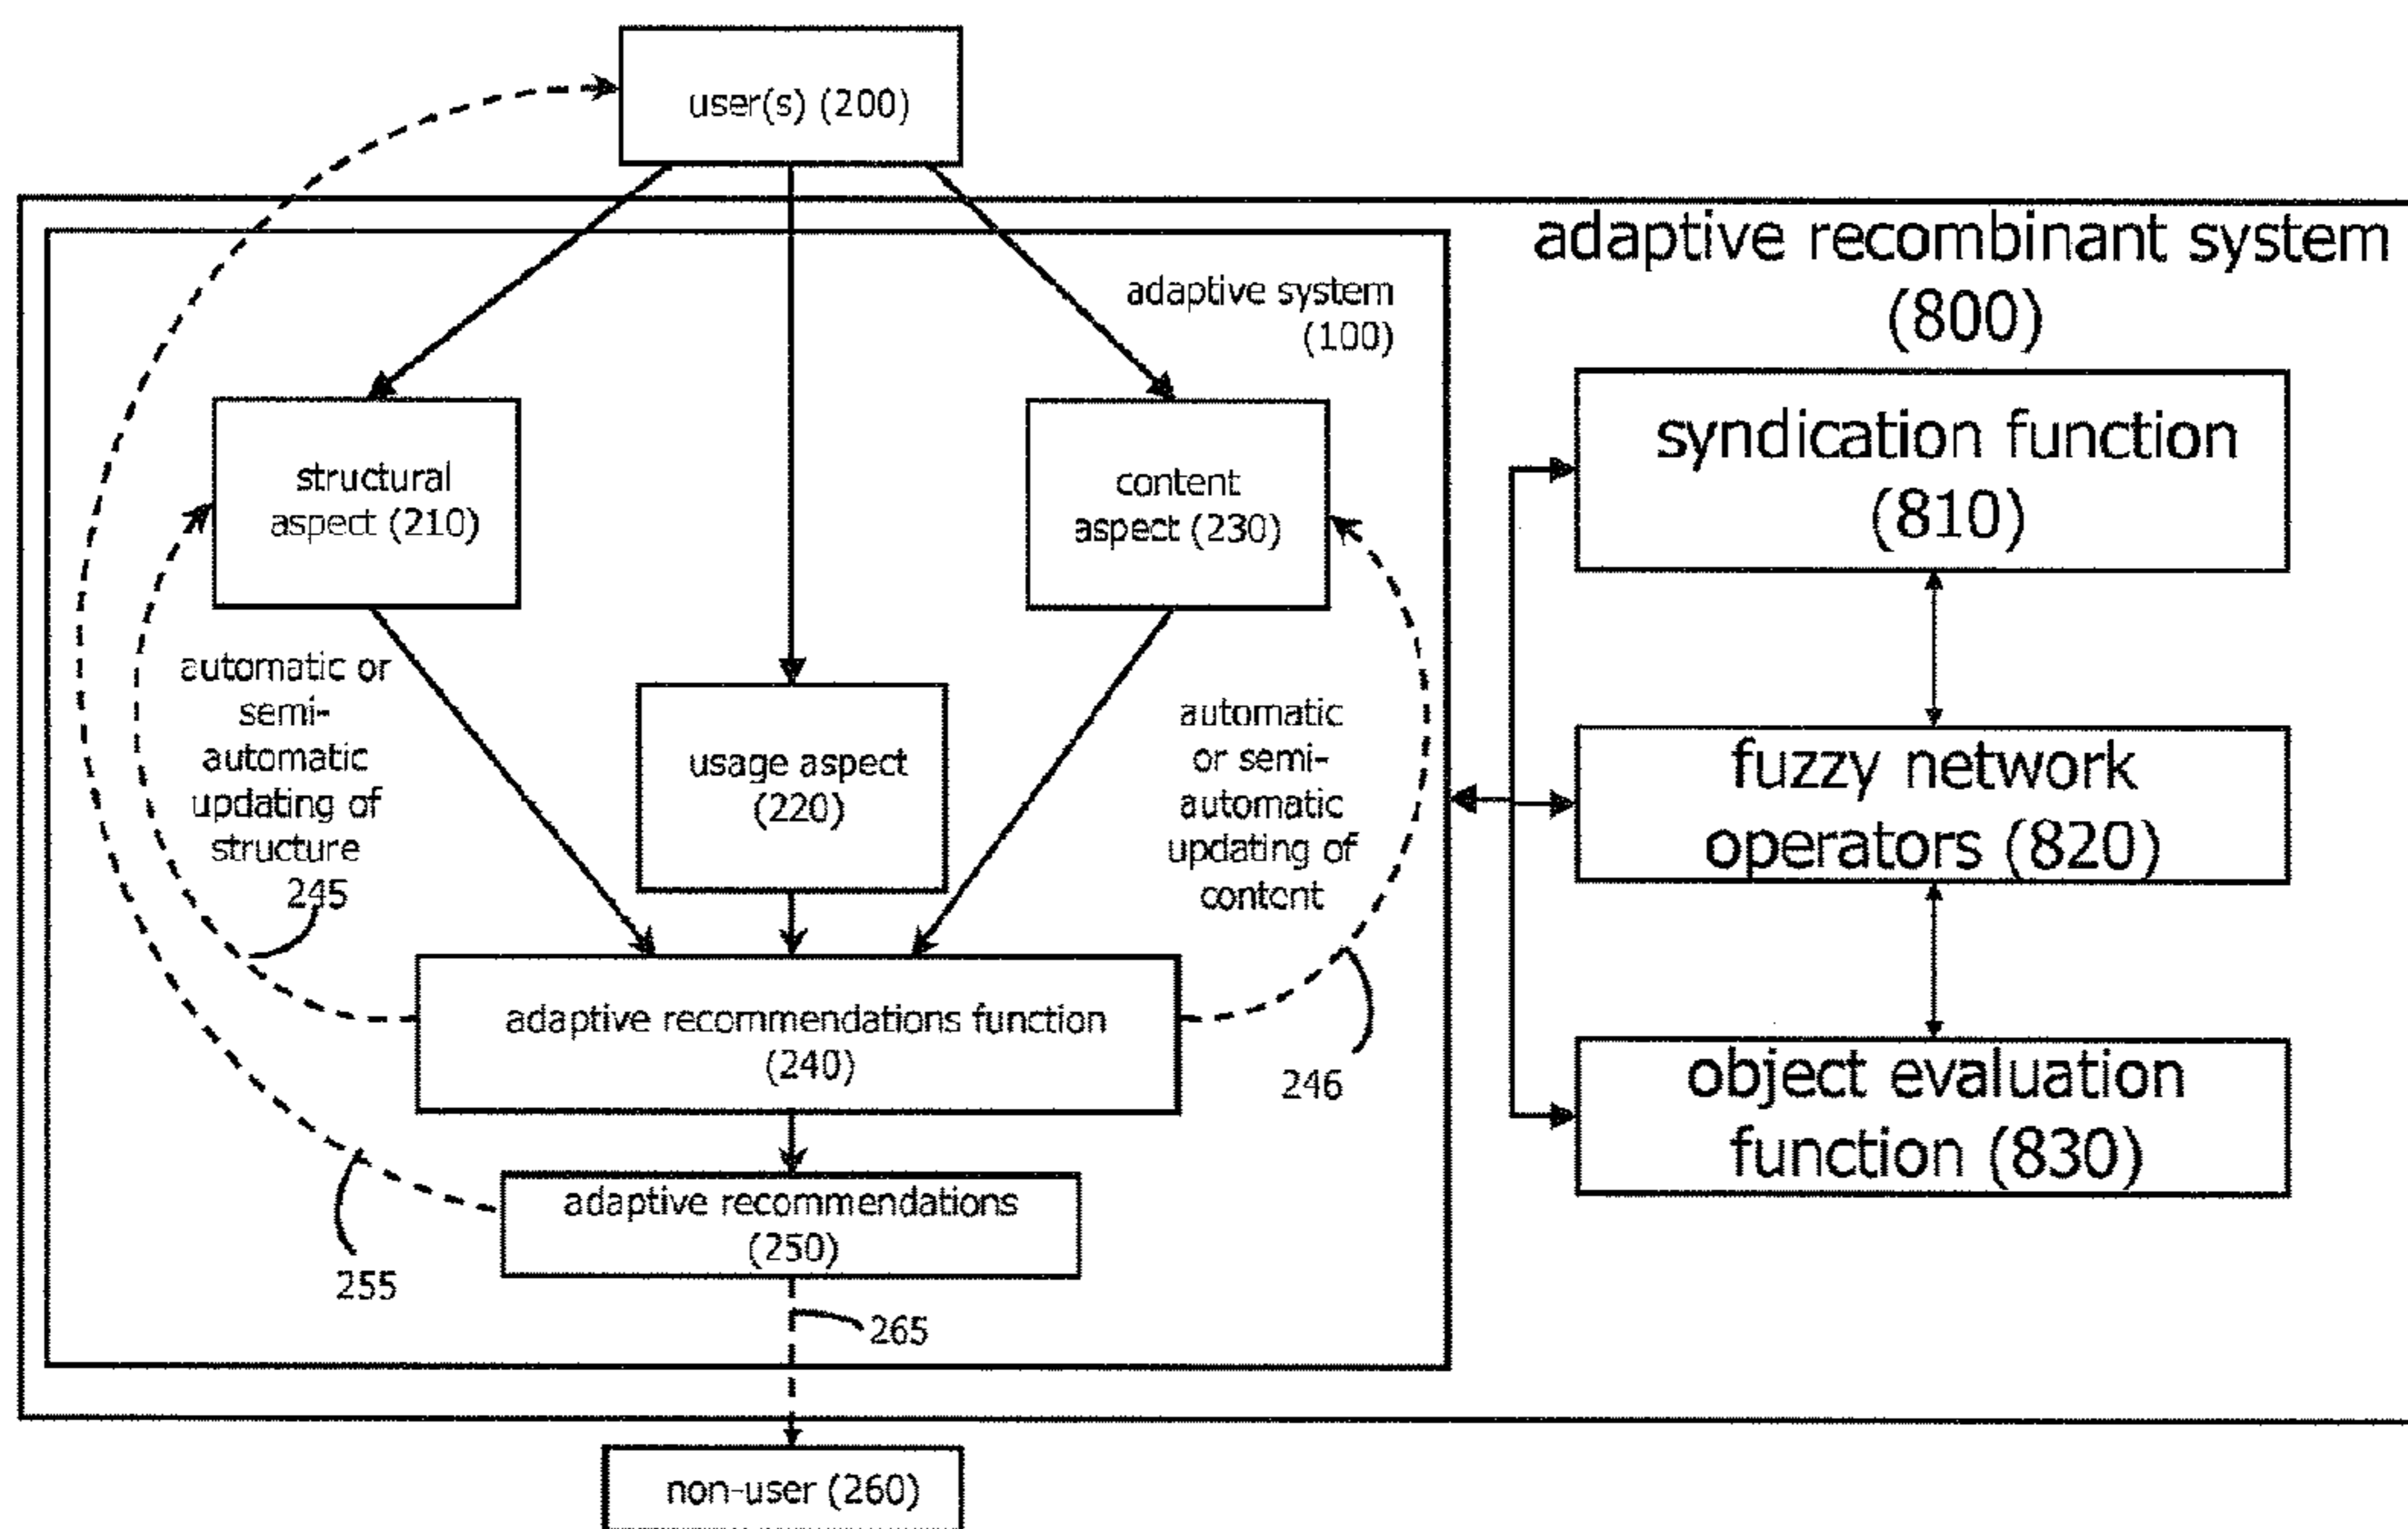 user(s) (200)
adaptive recombinant system
(800)
adaptive system
(100)
structural
aspect (210)
content
aspect (230)
syndication function
(810)
automatic or
semi-
automatic
updating of
structure
245
usage aspect
(220)
automatic
or semi-
automatic
updating of
content
fuzzy network
operators (820)
adaptive recommendations function
(240)
246
object evaluation
function (830)
adaptive recommendations
(250)
255
265
non-user (260)